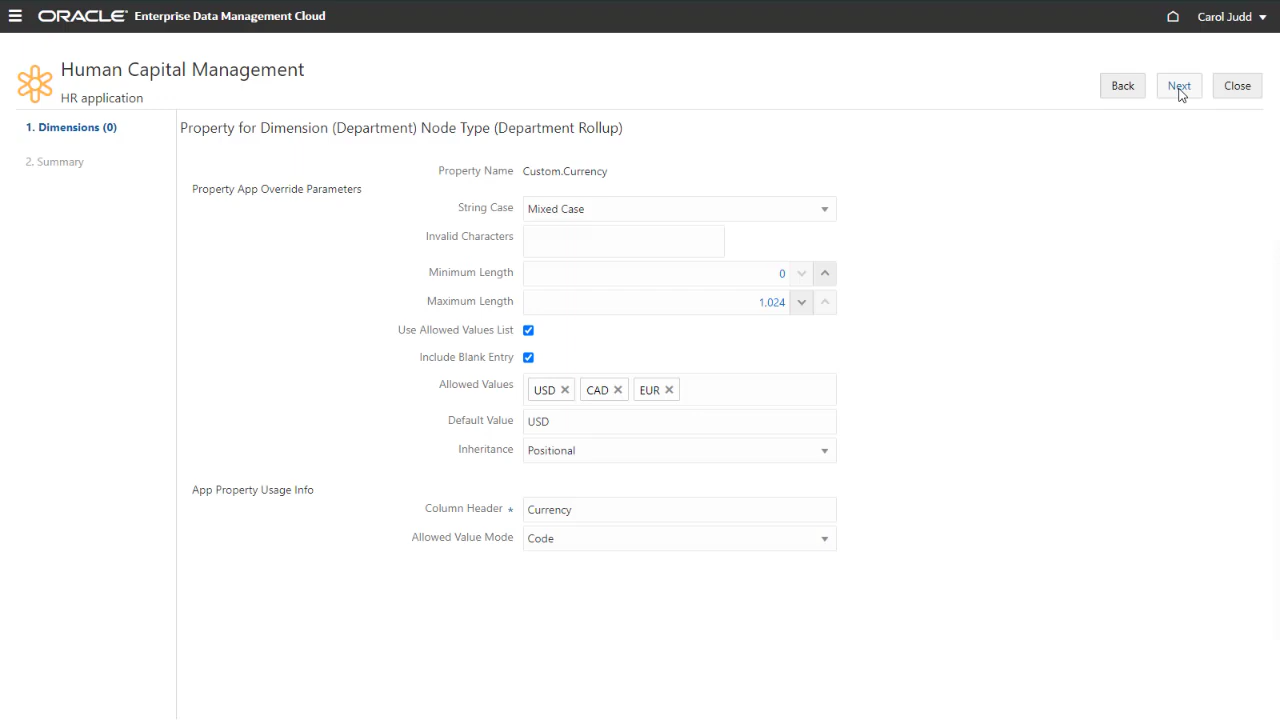 ORACLE® Enterprise Data Management Cloud
Carol Judd
Human Capital Management
HR application
Back
Next
Close
1. Dimensions (0)
2. Summary
Property for Dimension (Department) Node Type (Department Rollup)
Property Name Custom.Currency
Property App Override Parameters
String Case Mixed Case
Invalid Characters
Minimum Length 0
Maximum Length 1,024
Use Allowed Values List
Include Blank Entry
Allowed Values USD CAD EUR
Default Value USD
Inheritance Positional
App Property Usage Info
Column Header * Currency
Allowed Value Mode Code